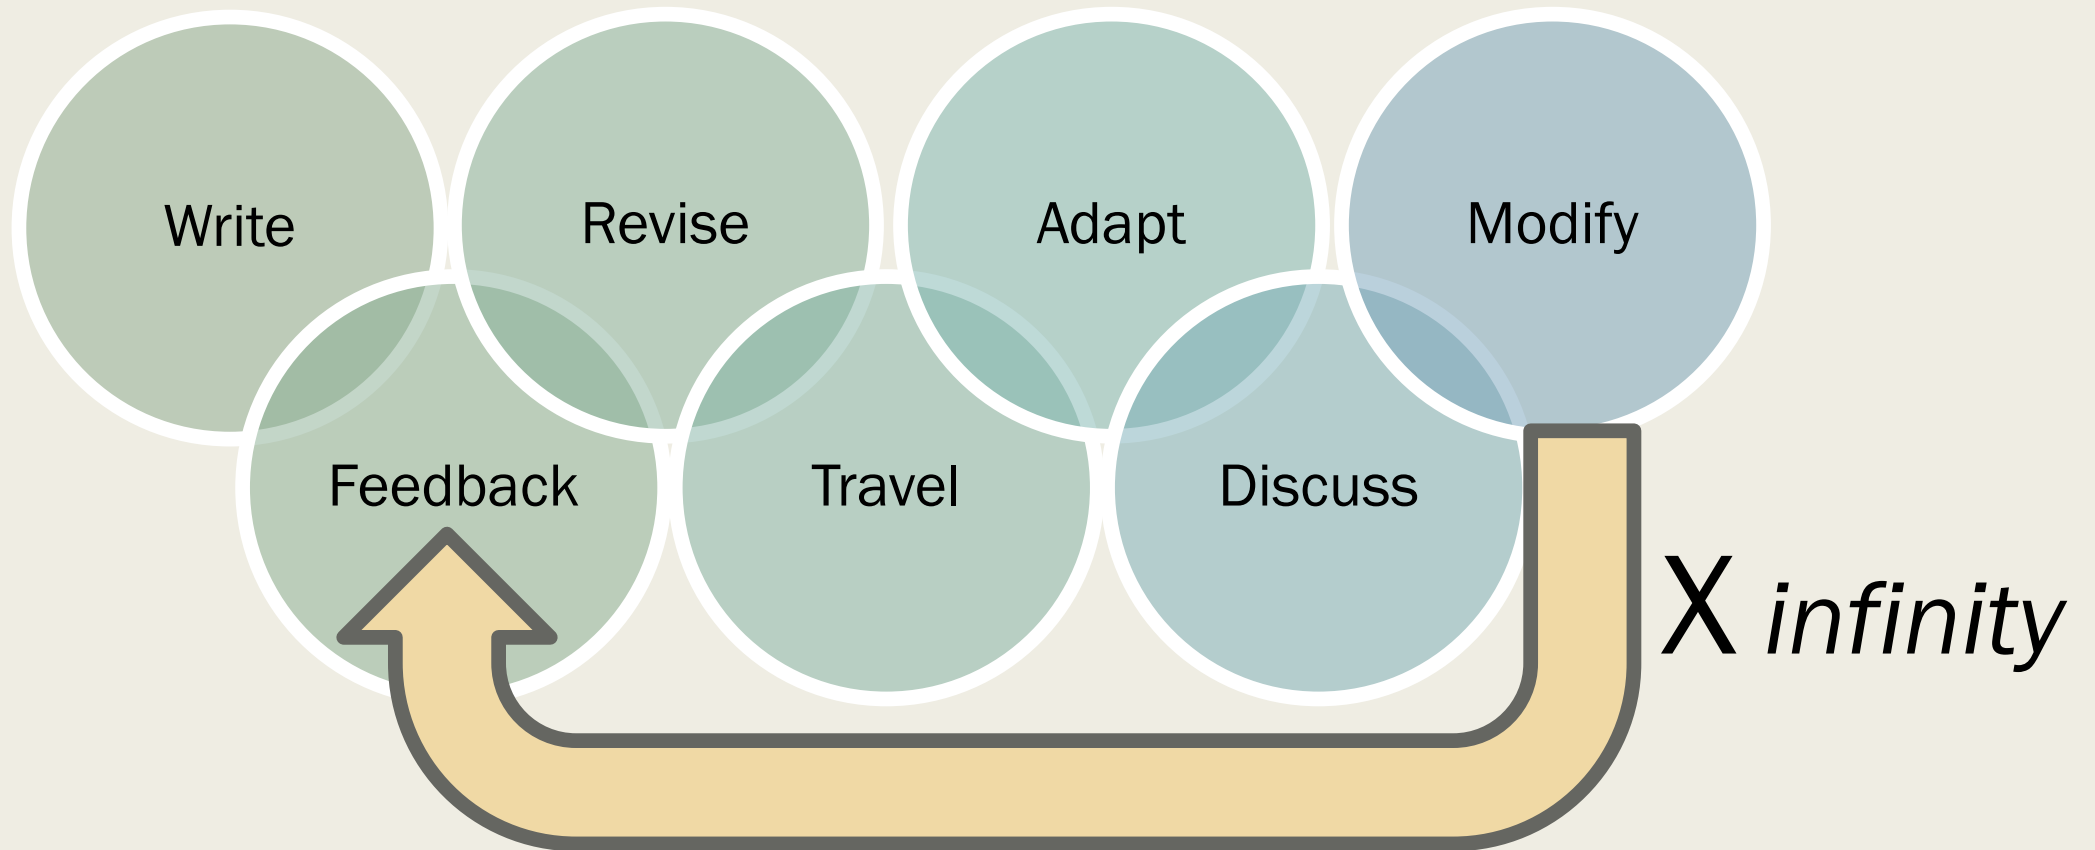 Write
Revise
Adapt
Modify
Feedback
Travel
Discuss
X infinity